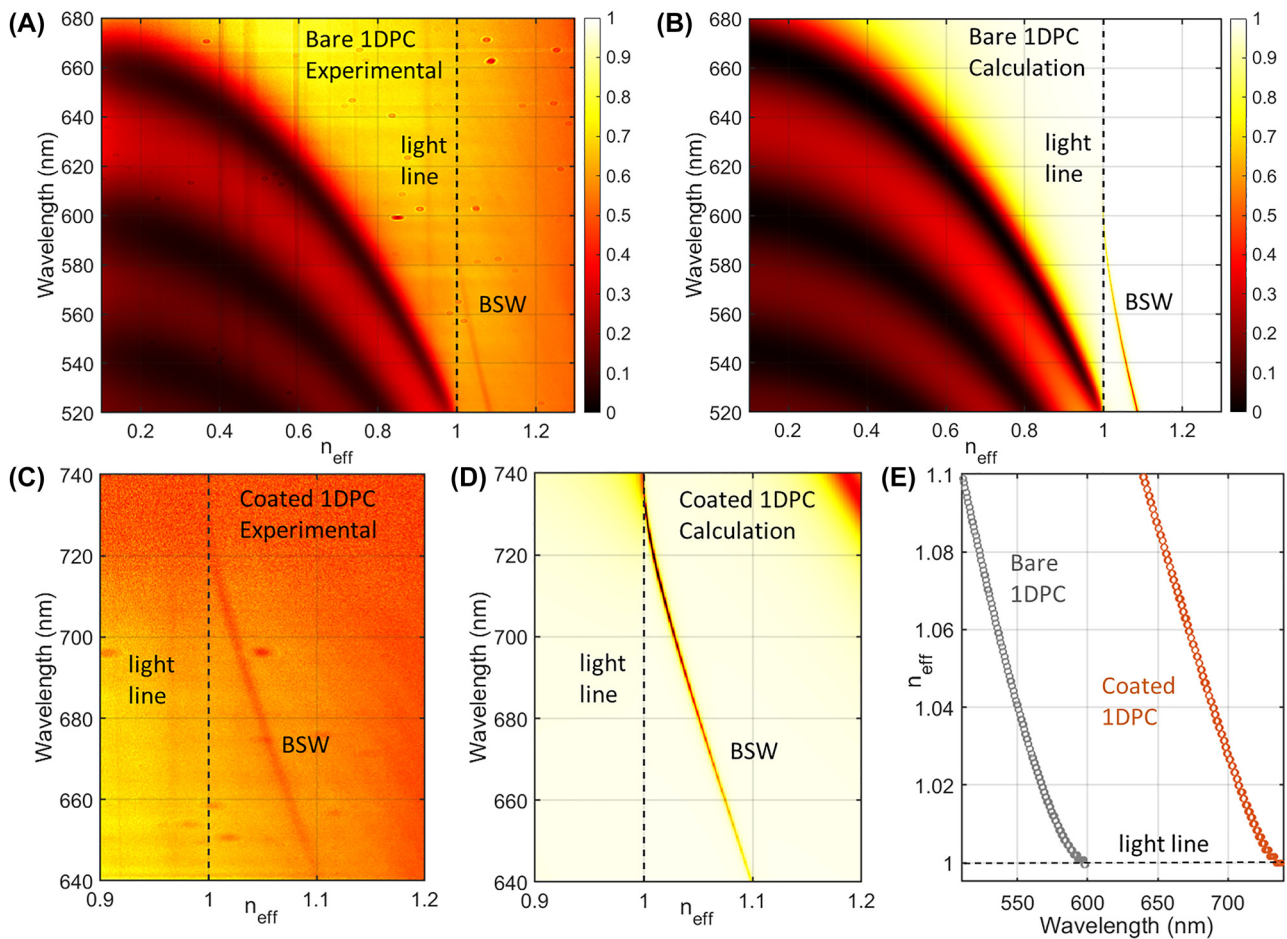 (A)
Bare 1DPC
Experimental
light
line
BSW
Wavelength (nm)
680
660
640
620
600
580
560
540
520
0.2
0.4
0.6
0.8
1
1.2
n_eff
1
0.9
0.8
0.7
0.6
0.5
0.4
0.3
0.2
0.1
0
(B)
Bare 1DPC
Calculation
light
line
BSW
Wavelength (nm)
680
660
640
620
600
580
560
540
520
0.2
0.4
0.6
0.8
1
1.2
n_eff
1
0.9
0.8
0.7
0.6
0.5
0.4
0.3
0.2
0.1
0
(C)
Coated 1DPC
Experimental
light
line
BSW
Wavelength (nm)
740
720
700
680
660
640
0.9
1
1.1
1.2
n_eff
(D)
Coated 1DPC
Calculation
light
line
BSW
Wavelength (nm)
740
720
700
680
660
640
0.9
1
1.1
1.2
n_eff
(E)
Bare
1DPC
Coated
1DPC
light line
n_eff
1.1
1.08
1.06
1.04
1.02
1
550
600
650
700
Wavelength (nm)